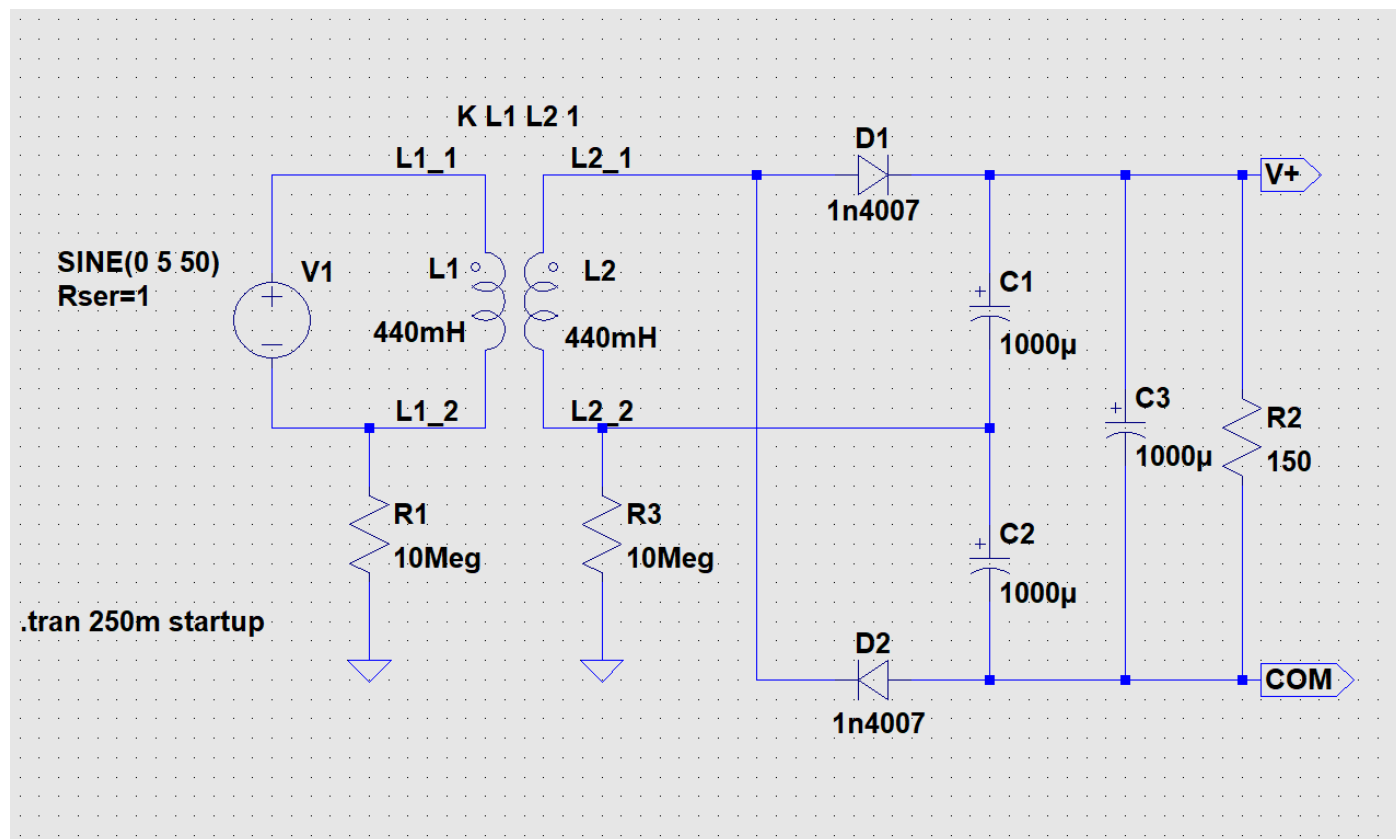 K L1 L2 1
L1_1
L2_1
D1
1n4007
V+
SINE(0 5 50)
Rser=1
V1
L1
L2
440mH
440mH
C1
1000µ
L1_2
L2_2
C3
1000µ
R2
150
R1
10Meg
R3
10Meg
C2
1000µ
.tran 250m startup
D2
1n4007
COM